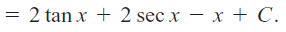 = 2 tan x + 2 sec x − x + C.